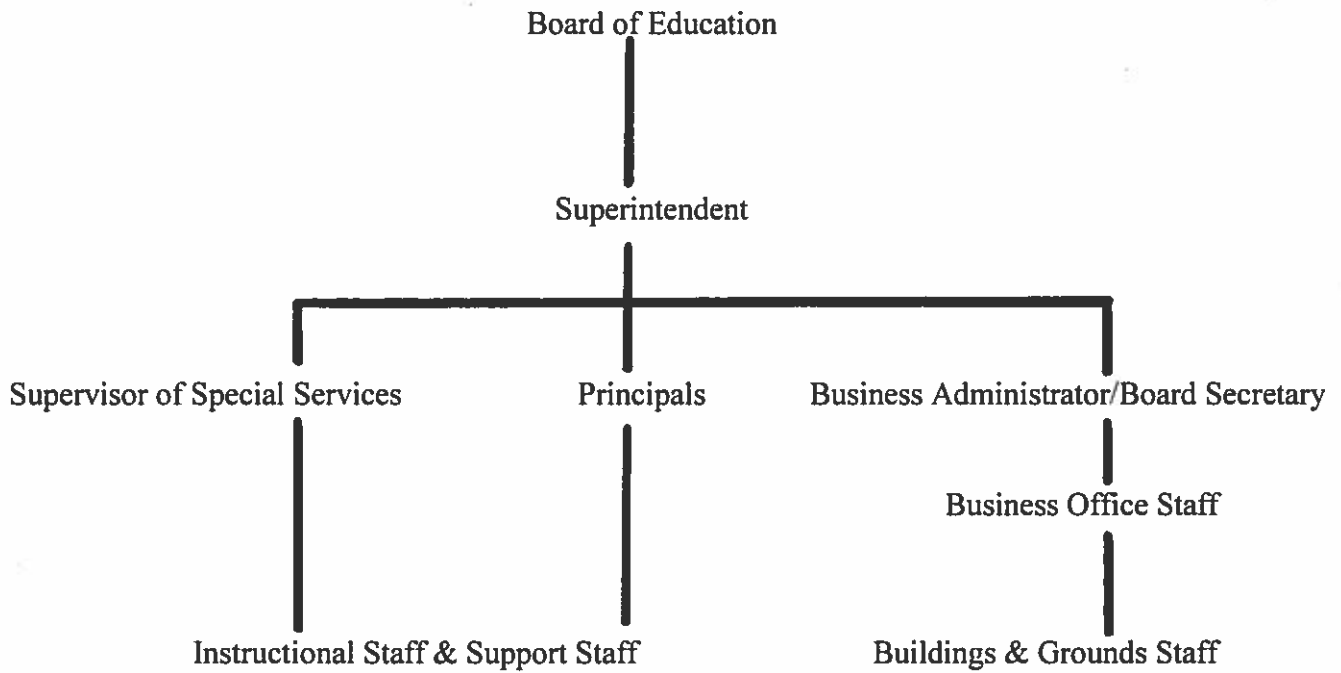 Board of Education
Superintendent
Supervisor of Special Services
Principals
Business Administrator/Board Secretary
Business Office Staff
Instructional Staff & Support Staff
Buildings & Grounds Staff